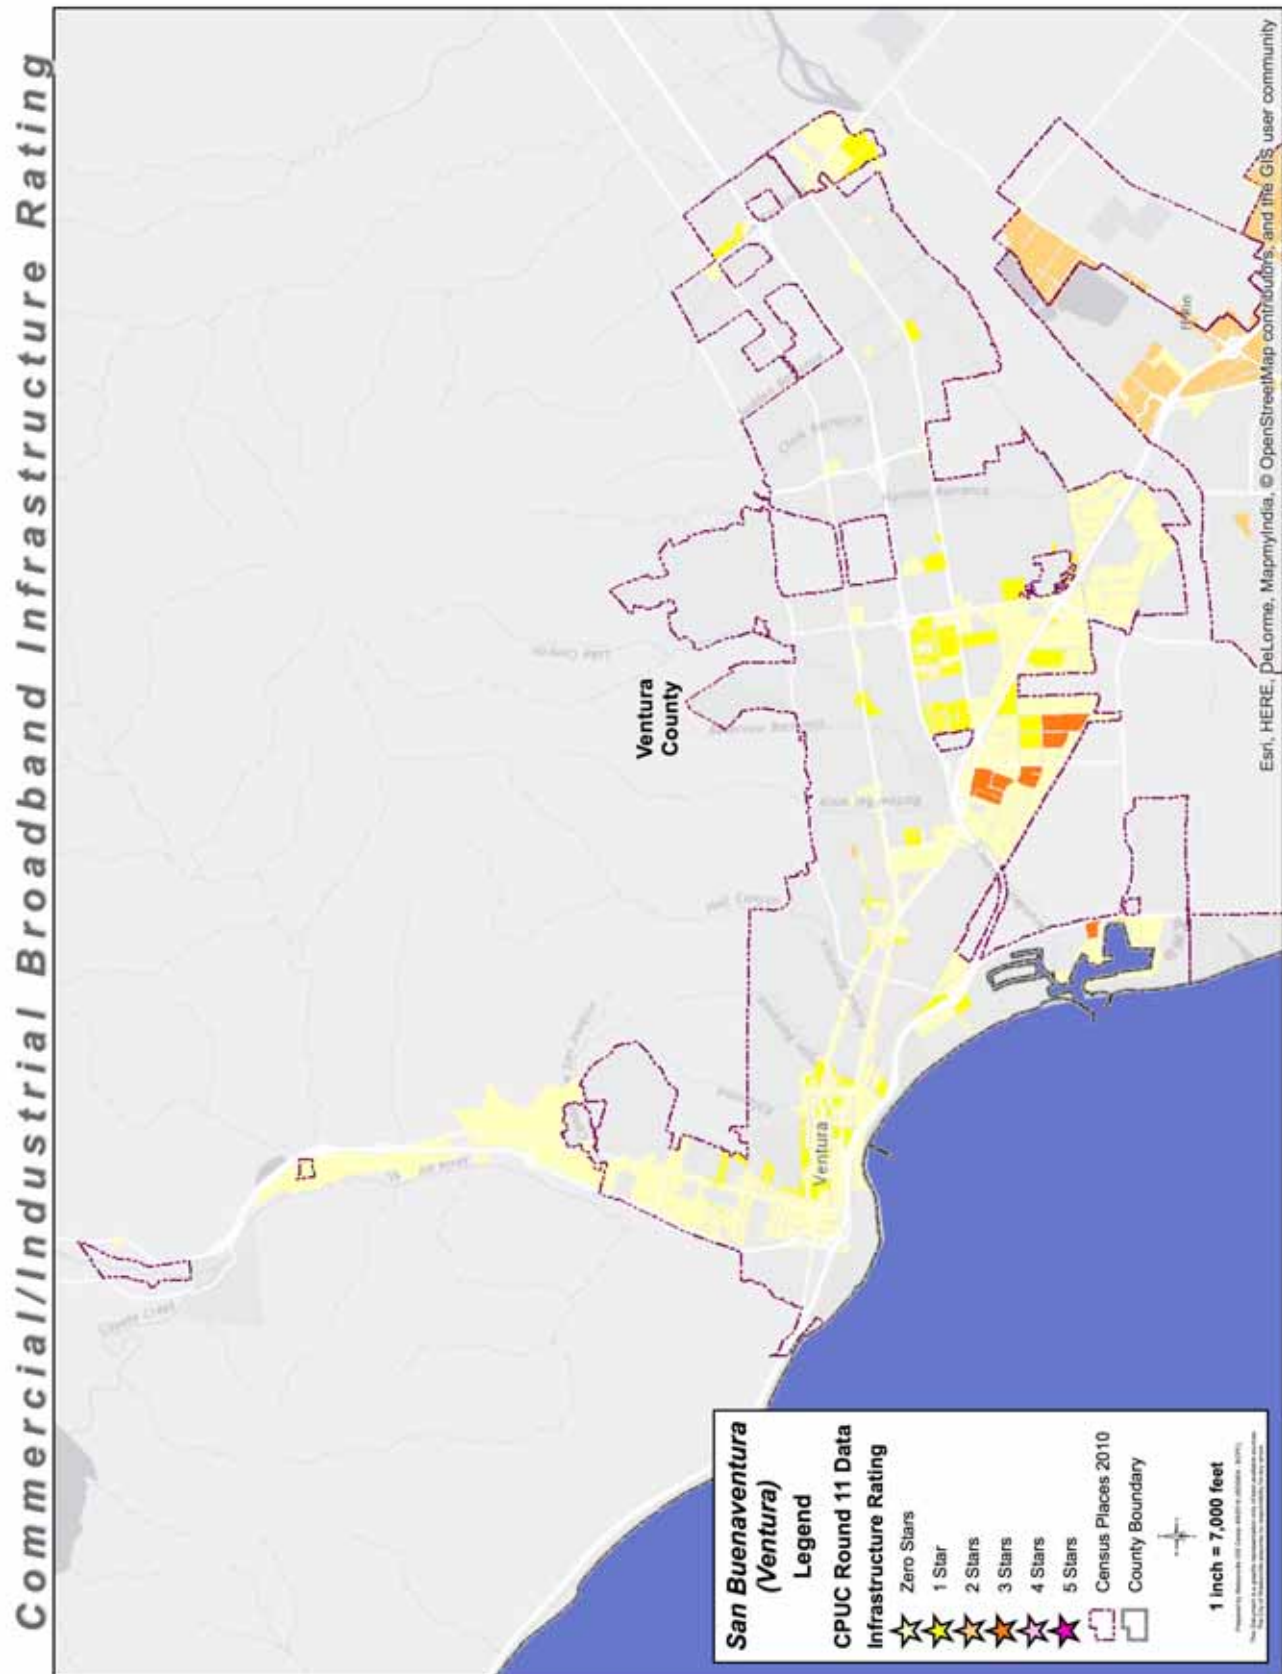 Commercial/Industrial Broadband Infrastructure Rating
Ventura
County
Ventura
San Buenaventura
(Ventura)
Legend
CPUC Round 11 Data
Infrastructure Rating
Zero Stars
1 Star
2 Stars
3 Stars
4 Stars
5 Stars
Census Places 2010
County Boundary
1 inch = 7,000 feet
Esri, HERE, DeLorme, MapmyIndia, © OpenStreetMap contributors, and the GIS user community